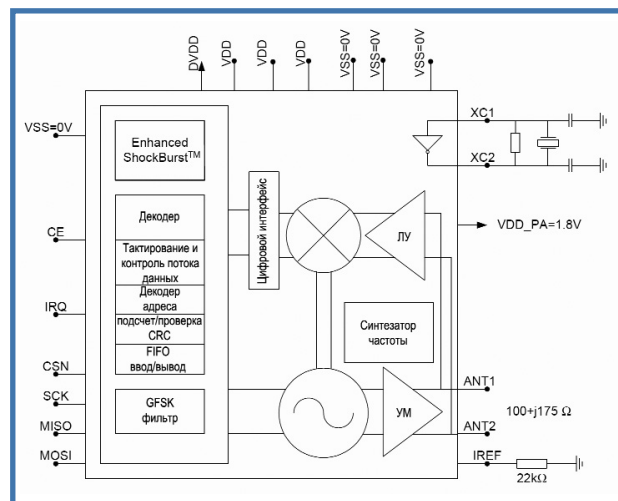 DVDD
VDD
VDD
VDD
VSS=0V
VSS=0V
VSS=0V
VSS=0V
Enhanced
ShockBurst™
XC1
XC2
Декодер
Цифровой интерфейс
ЛУ
VDD_PA=1.8V
CE
Тактирование и
контроль потока
данных
IRQ
Декодер
адреса
подсчет/проверка
CRC
Синтезатор
частоты
CSN
FIFO
ввод/вывод
SCK
GFSK
фильтр
MISO
MOSI
УМ
ANT1
100+j175 Ω
ANT2
IREF
22kΩ